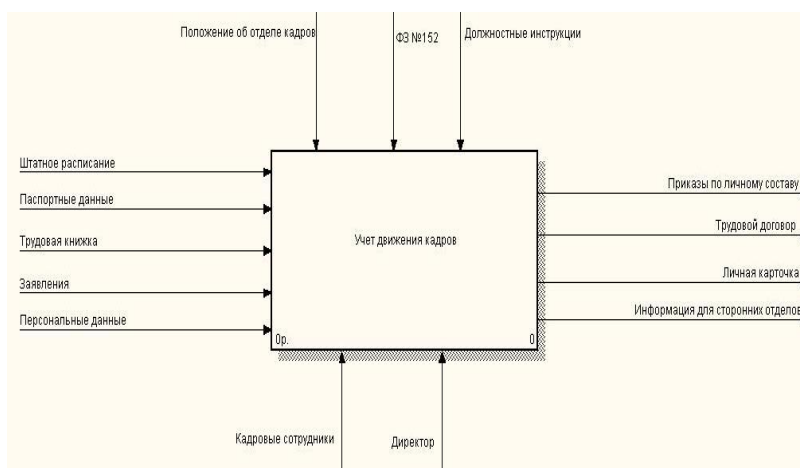 Положение об отделе кадров
ФЗ №152
Должностные инструкции
Штатное расписание
Паспортные данные
Трудовая книжка
Заявления
Персональные данные
Учет движения кадров
0р.
0
Приказы по личному составу
Трудовой договор
Личная карточка
Информация для сторонних отделов
Кадровые сотрудники
Директор